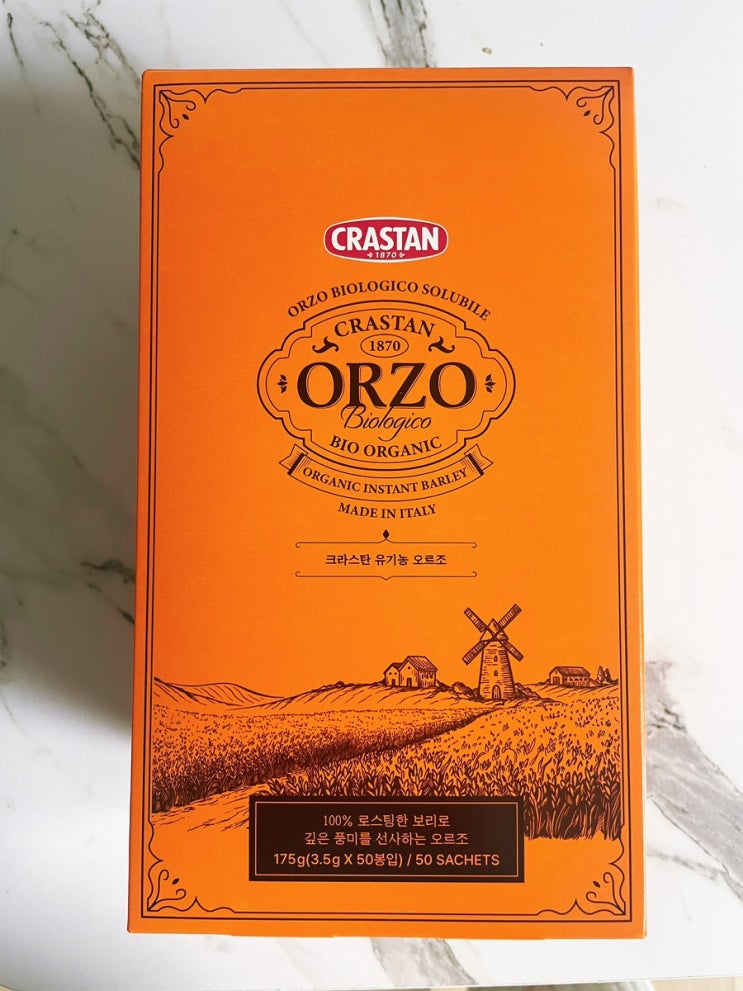 CRASTAN
1870
ORZO BIOLOGICO SOLUBILE
CRASTAN
1870
ORZO
Biologico
BIO ORGANIC
ORGANIC INSTANT BARLEY
MADE IN ITALY
크라스탄 유기농 오르조
100% 로스팅한 보리로
깊은 풍미를 선사하는 오르조
175g(3.5g X 50봉입) / 50 SACHETS